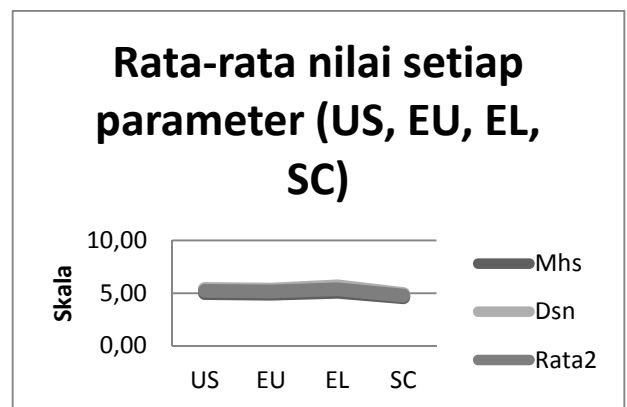 Rata-rata nilai setiap
parameter (US, EU, EL,
SC)
Skala
10,00
5,00
0,00
US EU EL SC
Mhs
Dsn
Rata2